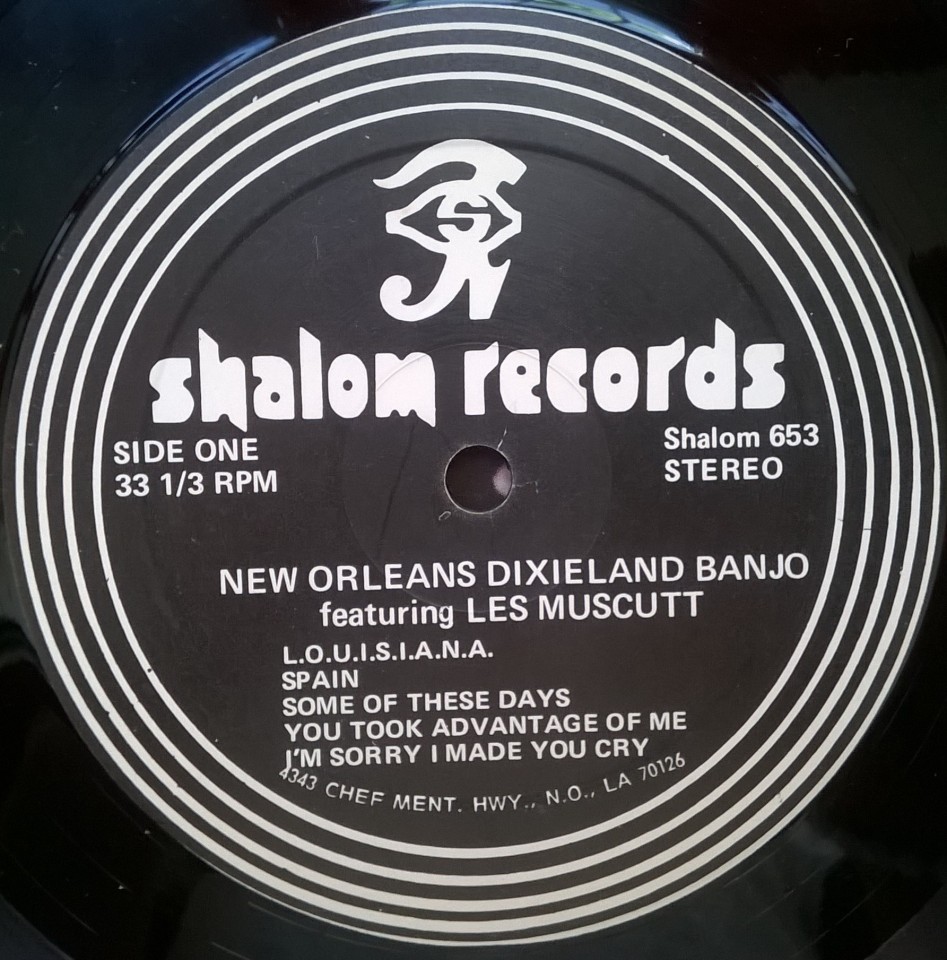 S
shalom records
SIDE ONE
33 1/3 RPM
Shalom 653
STEREO
NEW ORLEANS DIXIELAND BANJO
featuring LES MUSCUTT
L.O.U.I.S.I.A.N.A.
SPAIN
SOME OF THESE DAYS
YOU TOOK ADVANTAGE OF ME
I'M SORRY I MADE YOU CRY
4343 CHEF MENT. HWY., N.O., LA 70126